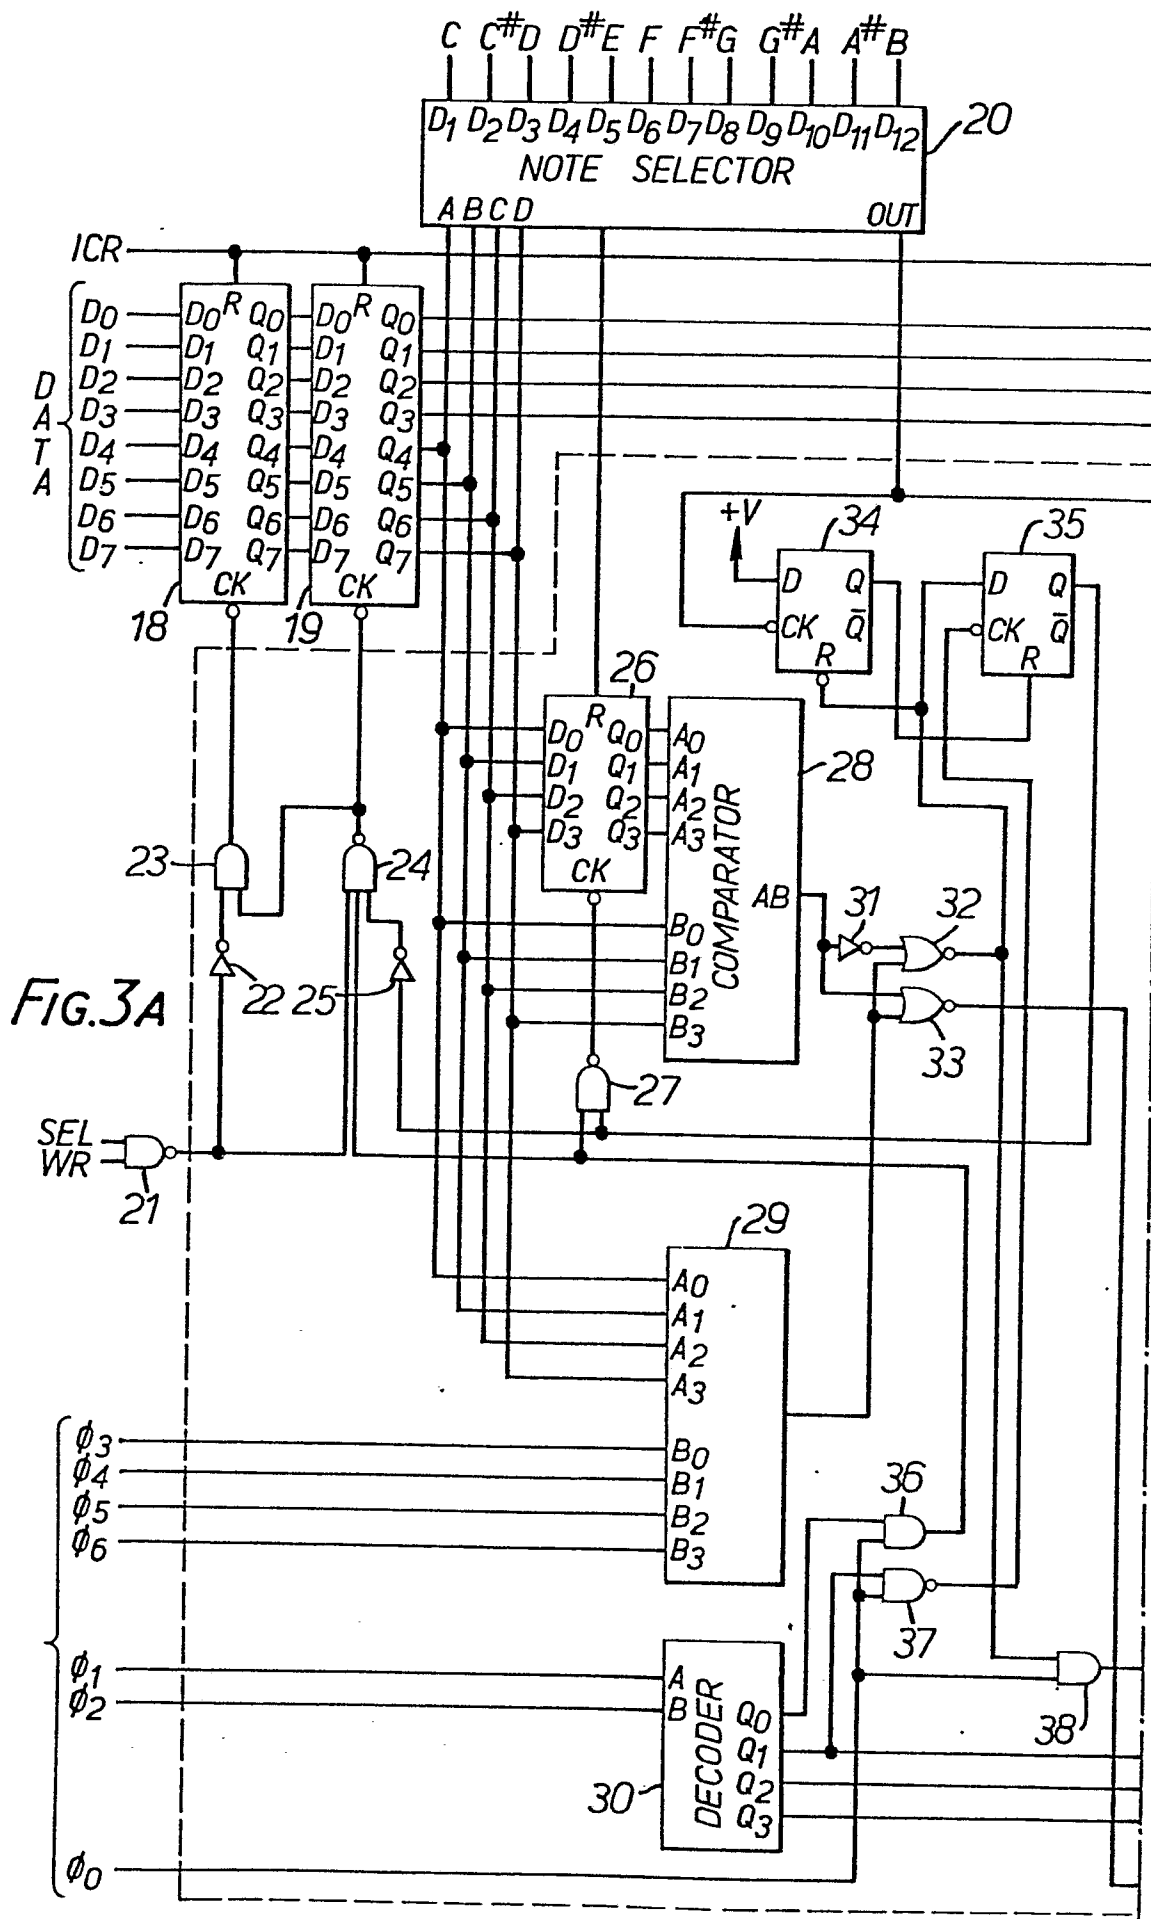 C C# D D# E F F# G G# A A# B
D1 D2 D3 D4 D5 D6 D7 D8 D9 D10 D11 D12
20
NOTE SELECTOR
A B C D OUT
ICR
R R
DATA
D0 D0 Q0 D0 Q0
D1 D1 Q1 D1 Q1
D2 D2 Q2 D2 Q2
D3 D3 Q3 D3 Q3
D4 D4 Q4 D4 Q4
D5 D5 Q5 D5 Q5
D6 D6 Q6 D6 Q6
D7 D7 Q7 D7 Q7
CK CK
18 19
+V 34 35
D Q D Q
CK Q̅ CK Q̅
R R
26
R
D0 Q0 A0
D1 Q1 A1
D2 Q2 A2
D3 Q3 A3
CK
28
COMPARATOR
AB
B0
B1
B2
B3
23 24
22 25
31 32
33
27
FIG.3A
SEL
WR
21
29
A0
A1
A2
A3
ϕ3 B0
ϕ4 B1
ϕ5 B2
ϕ6 B3
36
37
38
ϕ1 A
ϕ2 B
DECODER
Q0
Q1
Q2
Q3
30
ϕ0